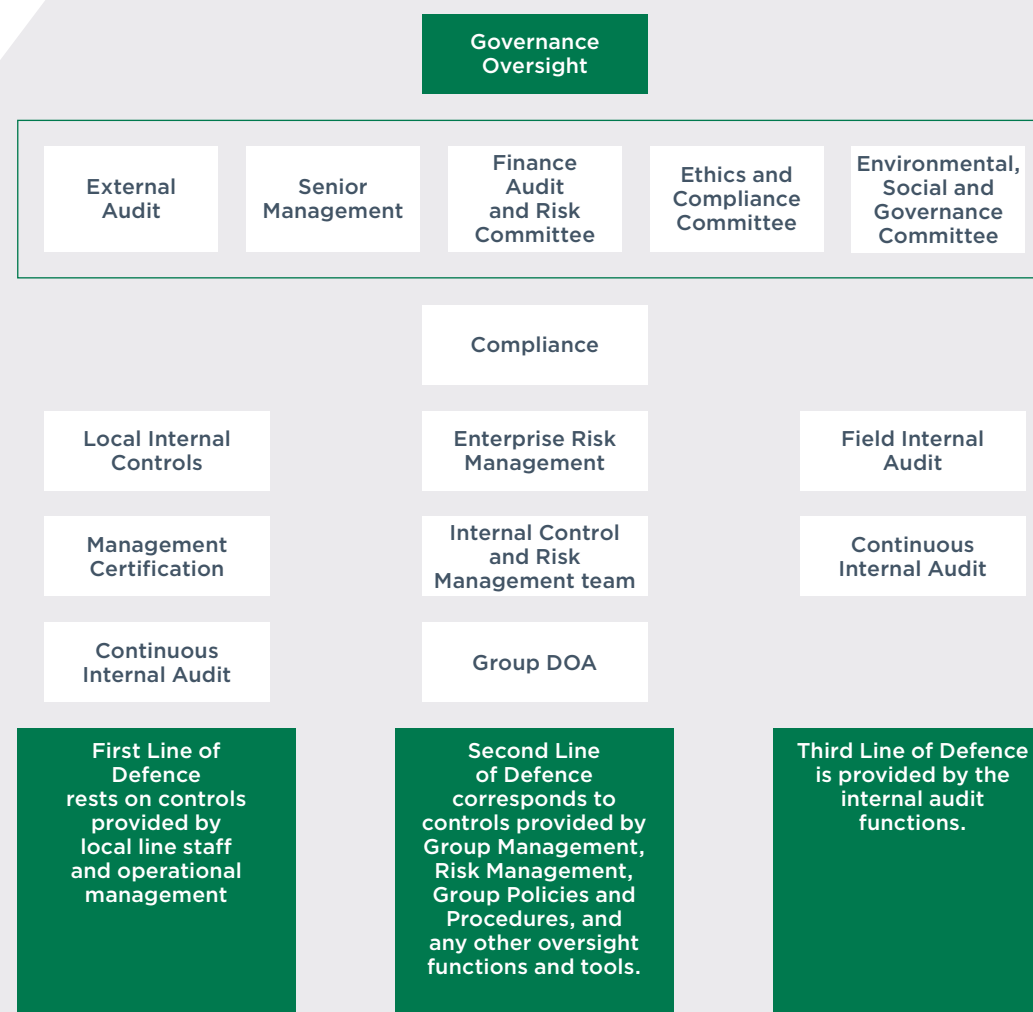 Governance
Oversight
External
Audit
Senior
Management
Finance
Audit
and Risk
Committee
Ethics and
Compliance
Committee
Environmental,
Social and
Governance
Committee
Compliance
Local Internal
Controls
Enterprise Risk
Management
Field Internal
Audit
Management
Certification
Internal Control
and Risk
Management team
Continuous
Internal Audit
Continuous
Internal Audit
Group DOA
First Line of
Defence
rests on controls
provided by
local line staff
and operational
management
Second Line
of Defence
corresponds to
controls provided by
Group Management,
Risk Management,
Group Policies and
Procedures, and
any other oversight
functions and tools.
Third Line of Defence
is provided by the
internal audit
functions.